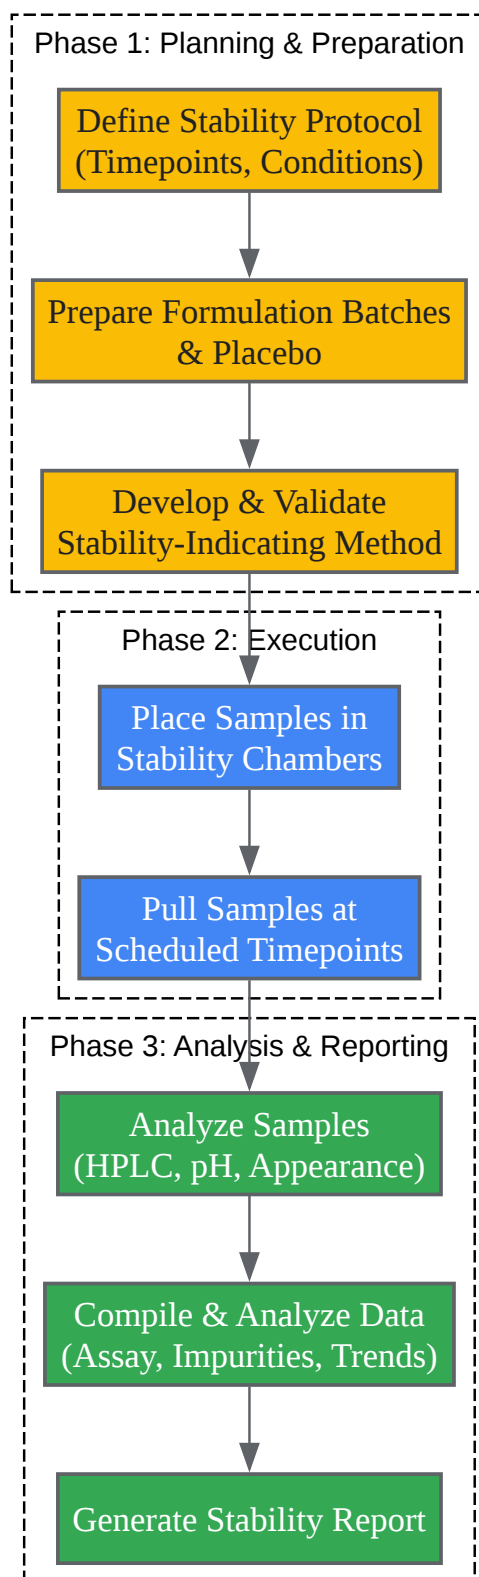 Phase 1: Planning & Preparation
Define Stability Protocol
(Timepoints, Conditions)
Prepare Formulation Batches
& Placebo
Develop & Validate
Stability-Indicating Method
Phase 2: Execution
Place Samples in
Stability Chambers
Pull Samples at
Scheduled Timepoints
Phase 3: Analysis & Reporting
Analyze Samples
(HPLC, pH, Appearance)
Compile & Analyze Data
(Assay, Impurities, Trends)
Generate Stability Report